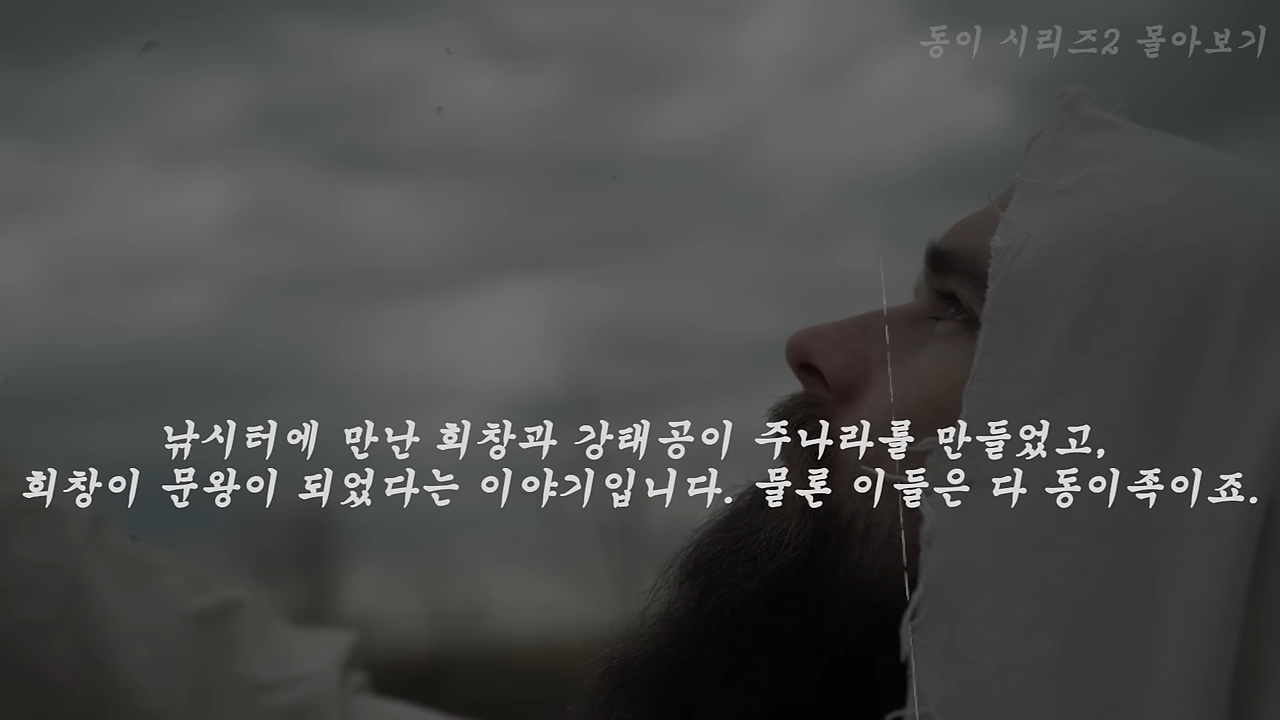 동이 시리즈2 몰아보기
낚시터에 만난 희창과 강태공이 주나라를 만들었고,
희창이 문왕이 되었다는 이야기입니다. 물론 이들은 다 동이족이죠.